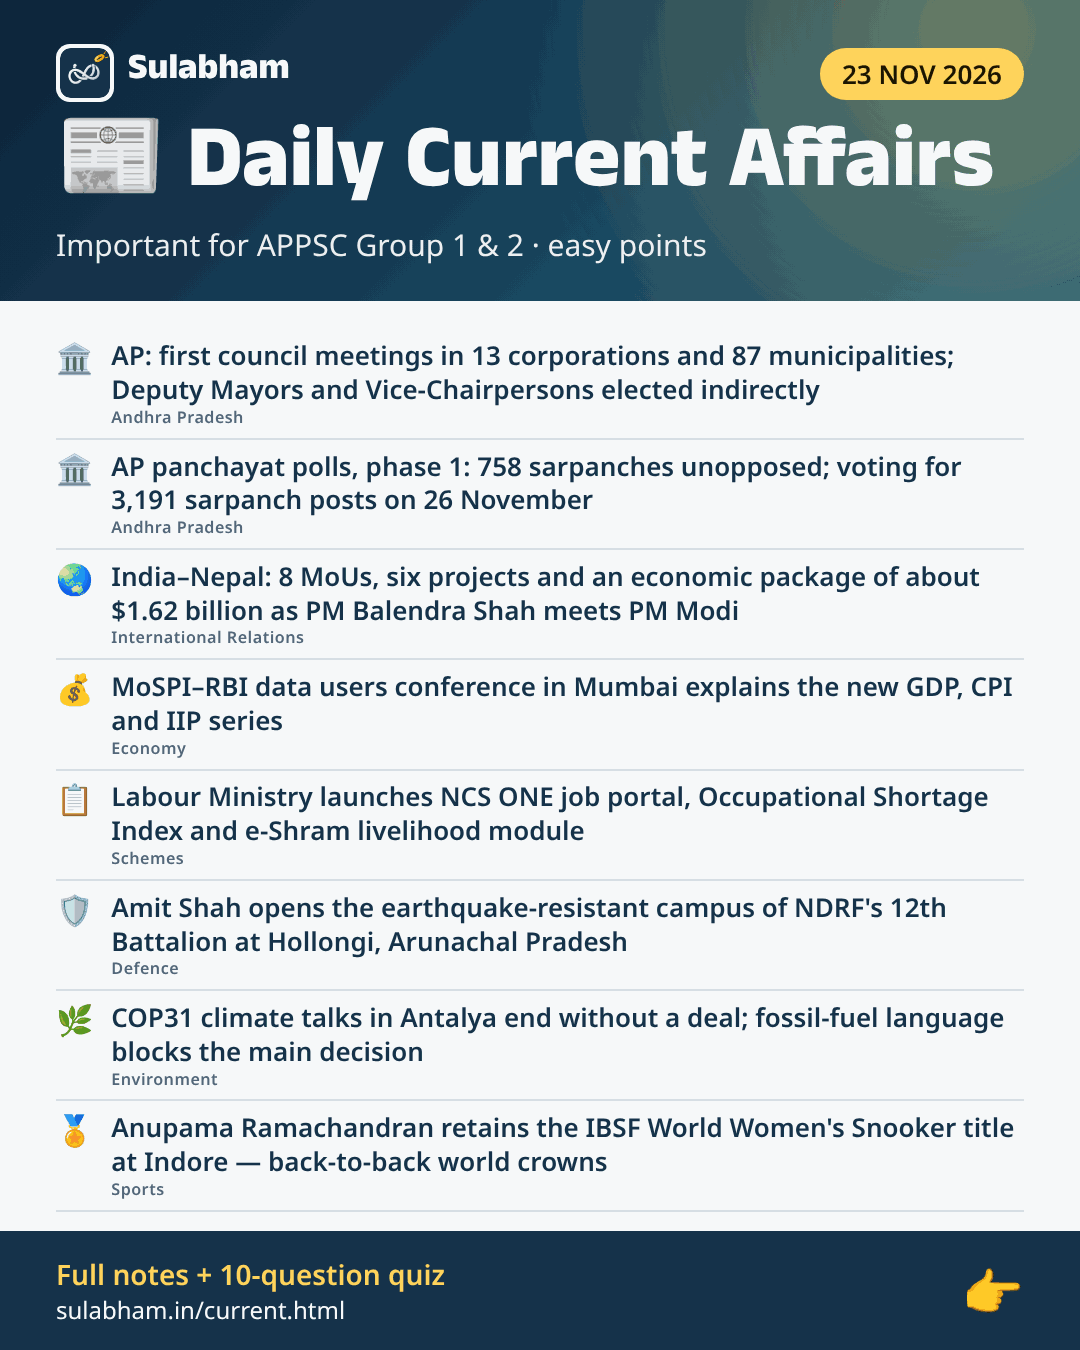 Sulabham
23 NOV 2026
Daily Current Affairs
Important for APPSC Group 1 & 2 · easy points
AP: first council meetings in 13 corporations and 87 municipalities;
Deputy Mayors and Vice-Chairpersons elected indirectly
Andhra Pradesh
AP panchayat polls, phase 1: 758 sarpanches unopposed; voting for
3,191 sarpanch posts on 26 November
Andhra Pradesh
India–Nepal: 8 MoUs, six projects and an economic package of about
$1.62 billion as PM Balendra Shah meets PM Modi
International Relations
MoSPI–RBI data users conference in Mumbai explains the new GDP, CPI
and IIP series
Economy
Labour Ministry launches NCS ONE job portal, Occupational Shortage
Index and e-Shram livelihood module
Schemes
Amit Shah opens the earthquake-resistant campus of NDRF's 12th
Battalion at Hollongi, Arunachal Pradesh
Defence
COP31 climate talks in Antalya end without a deal; fossil-fuel language
blocks the main decision
Environment
Anupama Ramachandran retains the IBSF World Women's Snooker title
at Indore — back-to-back world crowns
Sports
Full notes + 10-question quiz
sulabham.in/current.html